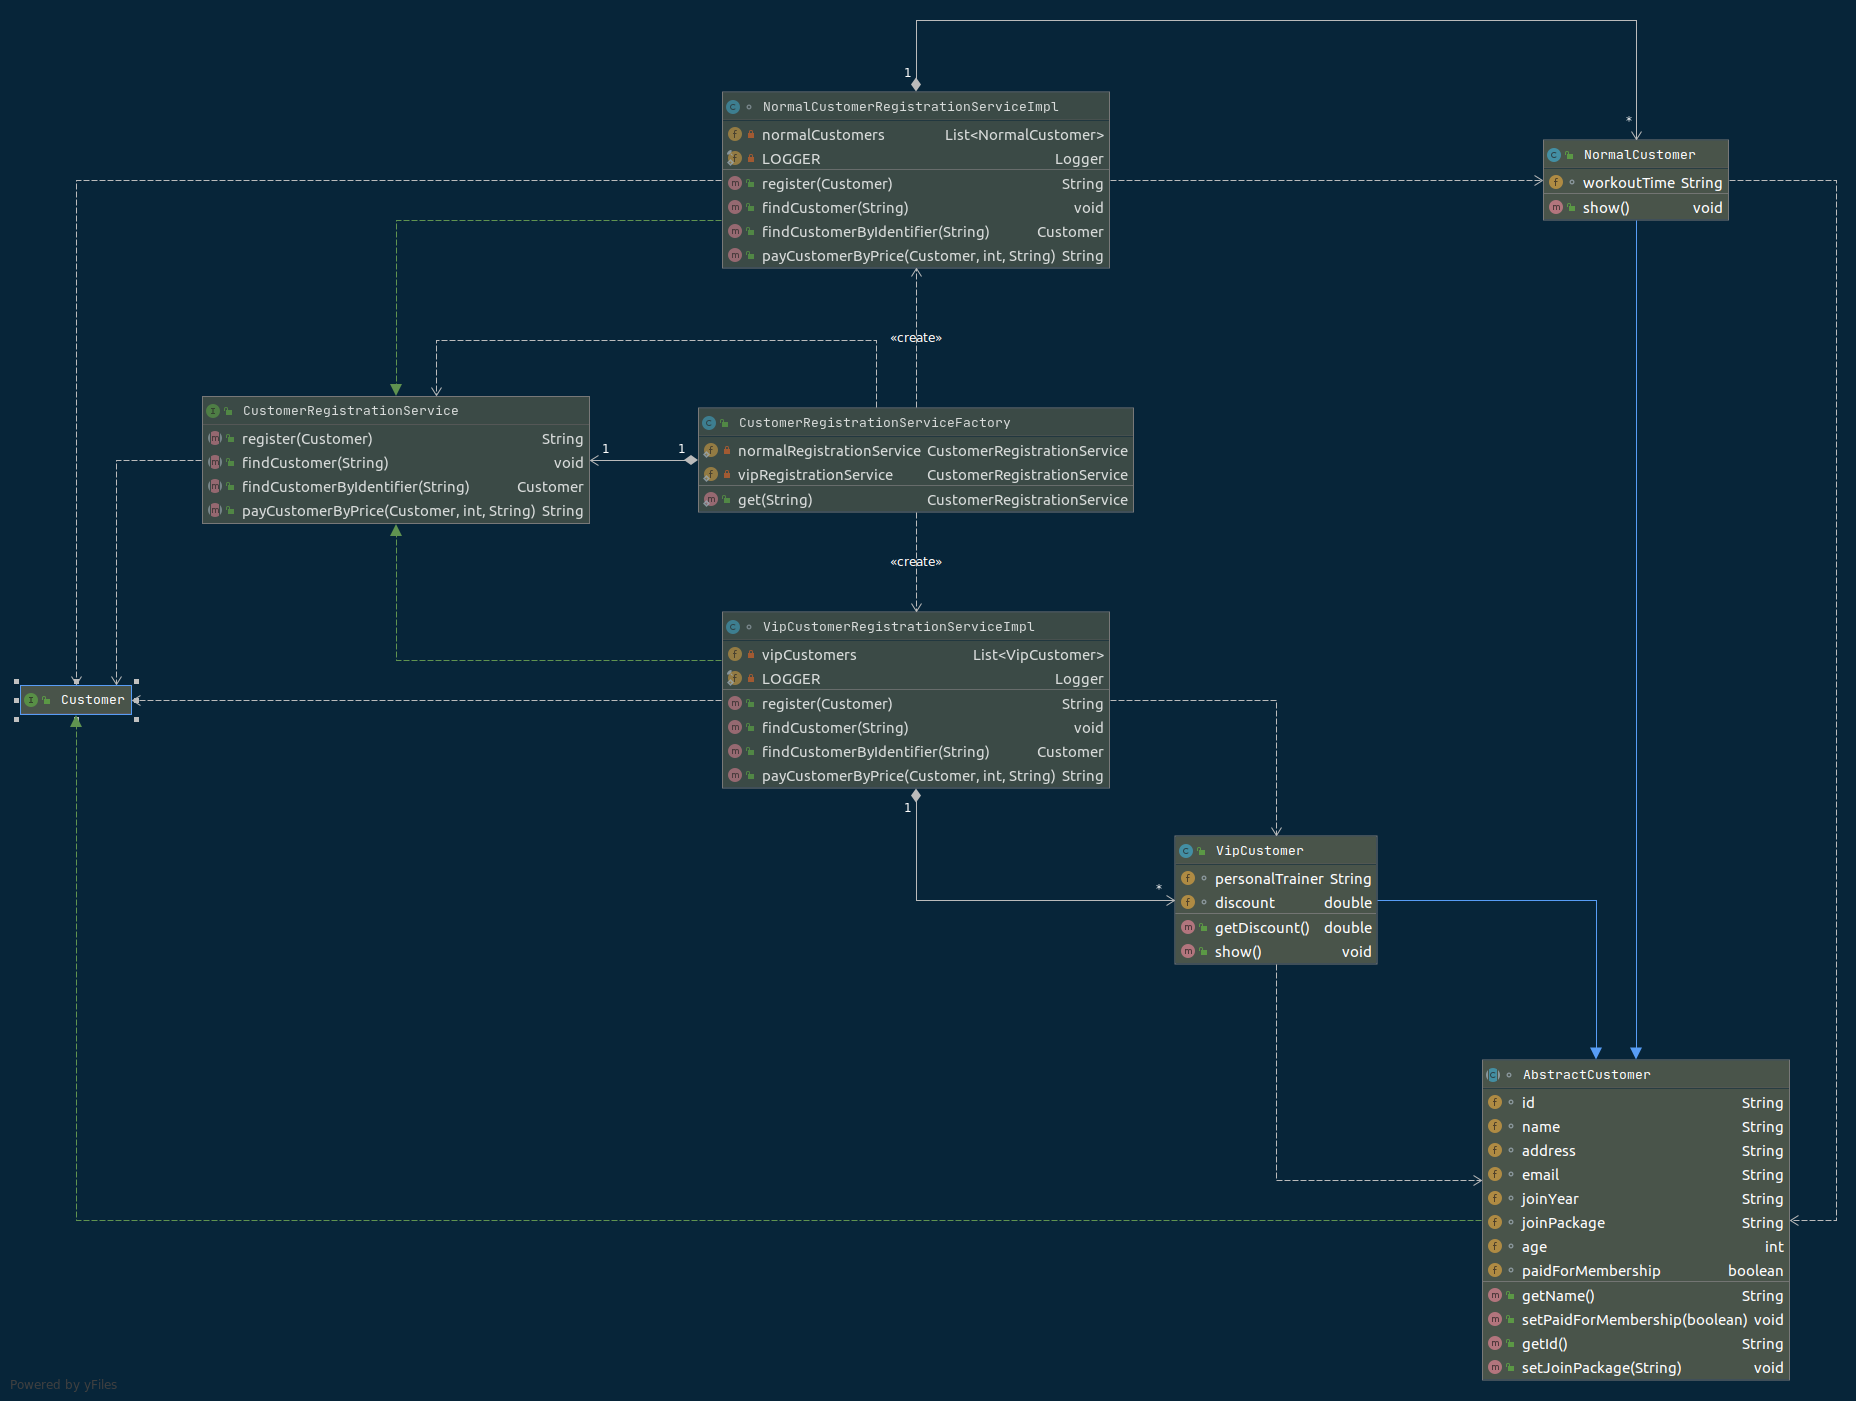 1
*
NormalCustomerRegistrationServiceImpl
normalCustomers List<NormalCustomer>
LOGGER Logger
register(Customer) String
findCustomer(String) void
findCustomerByIdentifier(String) Customer
payCustomerByPrice(Customer, int, String) String
NormalCustomer
workoutTime String
show() void
«create»
CustomerRegistrationService
register(Customer) String
findCustomer(String) void
findCustomerByIdentifier(String) Customer
payCustomerByPrice(Customer, int, String) String
1
1
CustomerRegistrationServiceFactory
normalRegistrationService CustomerRegistrationService
vipRegistrationService CustomerRegistrationService
get(String) CustomerRegistrationService
«create»
VipCustomerRegistrationServiceImpl
vipCustomers List<VipCustomer>
LOGGER Logger
register(Customer) String
findCustomer(String) void
findCustomerByIdentifier(String) Customer
payCustomerByPrice(Customer, int, String) String
Customer
1
*
VipCustomer
personalTrainer String
discount double
getDiscount() double
show() void
AbstractCustomer
id String
name String
address String
email String
joinYear String
joinPackage String
age int
paidForMembership boolean
getName() String
setPaidForMembership(boolean) void
getId() String
setJoinPackage(String) void
Powered by yFiles